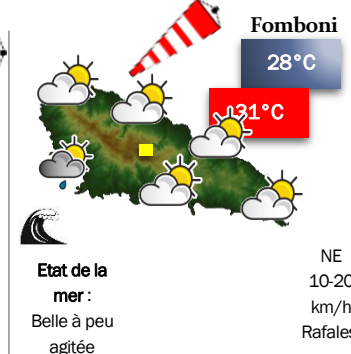 Fomboni
28°C
31°C
Etat de la
mer :
Belle à peu
agitée
NE
10-20
km/h
Rafales